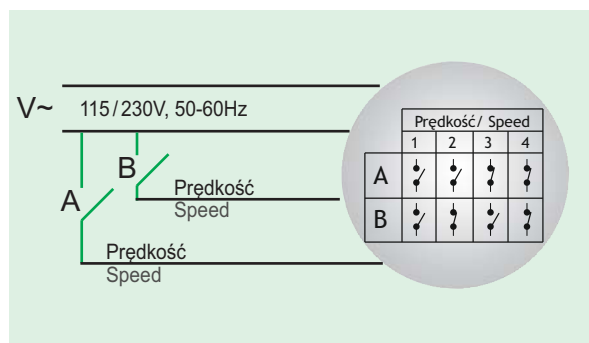 V~ 115/230V, 50-60Hz
Prędkość/ Speed
1 2 3 4
A
B
B
A
Prędkość
Speed
Prędkość
Speed